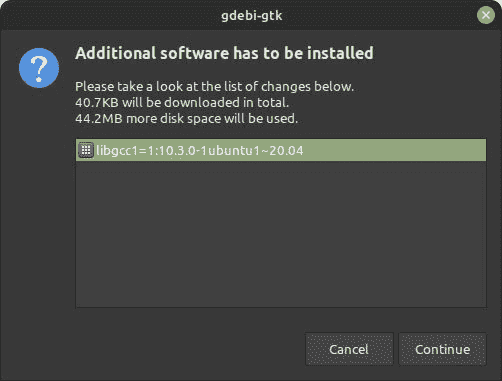 gdebi-gtk
Additional software has to be installed
Please take a look at the list of changes below.
40.7KB will be downloaded in total.
44.2MB more disk space will be used.
libgcc1=1:10.3.0-1ubuntu1~20.04
Cancel Continue